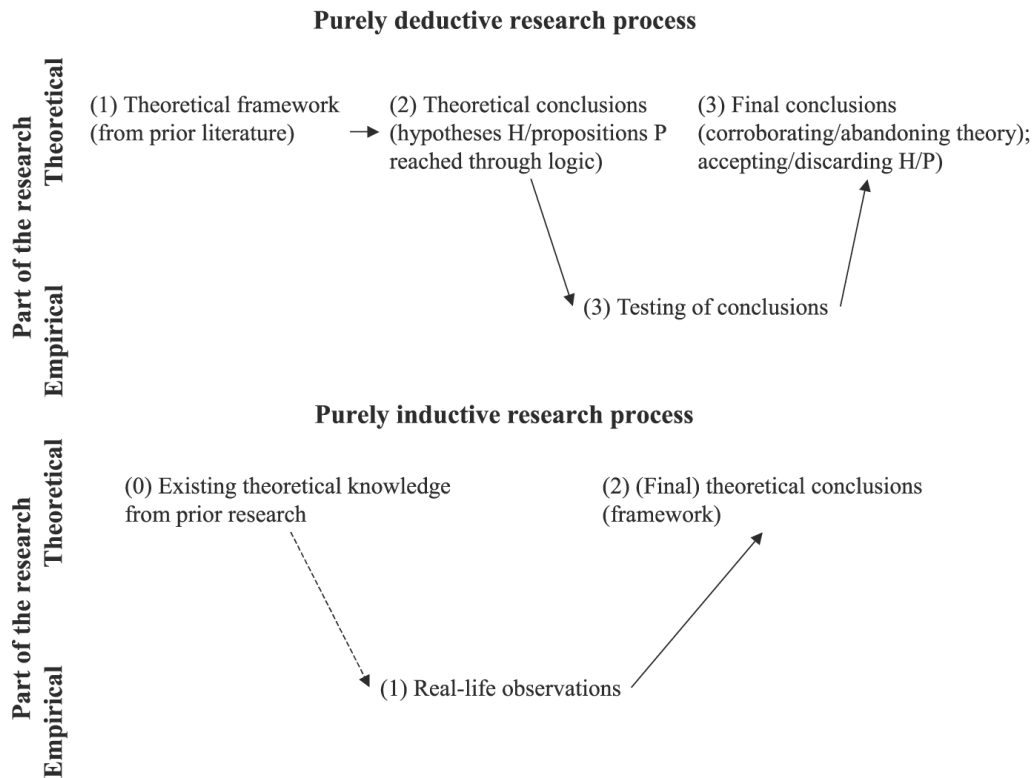 Purely deductive research process
Part of the research
Theoretical
Empirical
(1) Theoretical framework
(from prior literature)
(2) Theoretical conclusions
(hypotheses H/propositions P
reached through logic)
(3) Final conclusions
(corroborating/abandoning theory);
accepting/discarding H/P)
(3) Testing of conclusions
Purely inductive research process
Part of the research
Theoretical
Empirical
(0) Existing theoretical knowledge
from prior research
(2) (Final) theoretical conclusions
(framework)
(1) Real-life observations